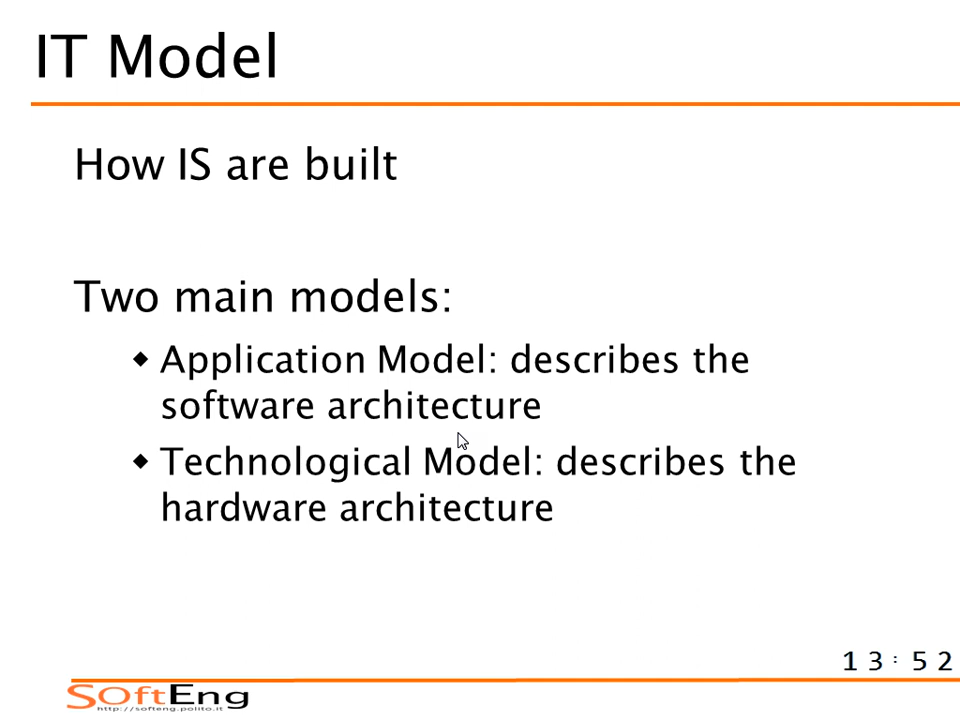 IT Model
How IS are built
Two main models:
◆ Application Model: describes the
software architecture
◆ Technological Model: describes the
hardware architecture
13:52
SoftEng
http://softeng.polito.it